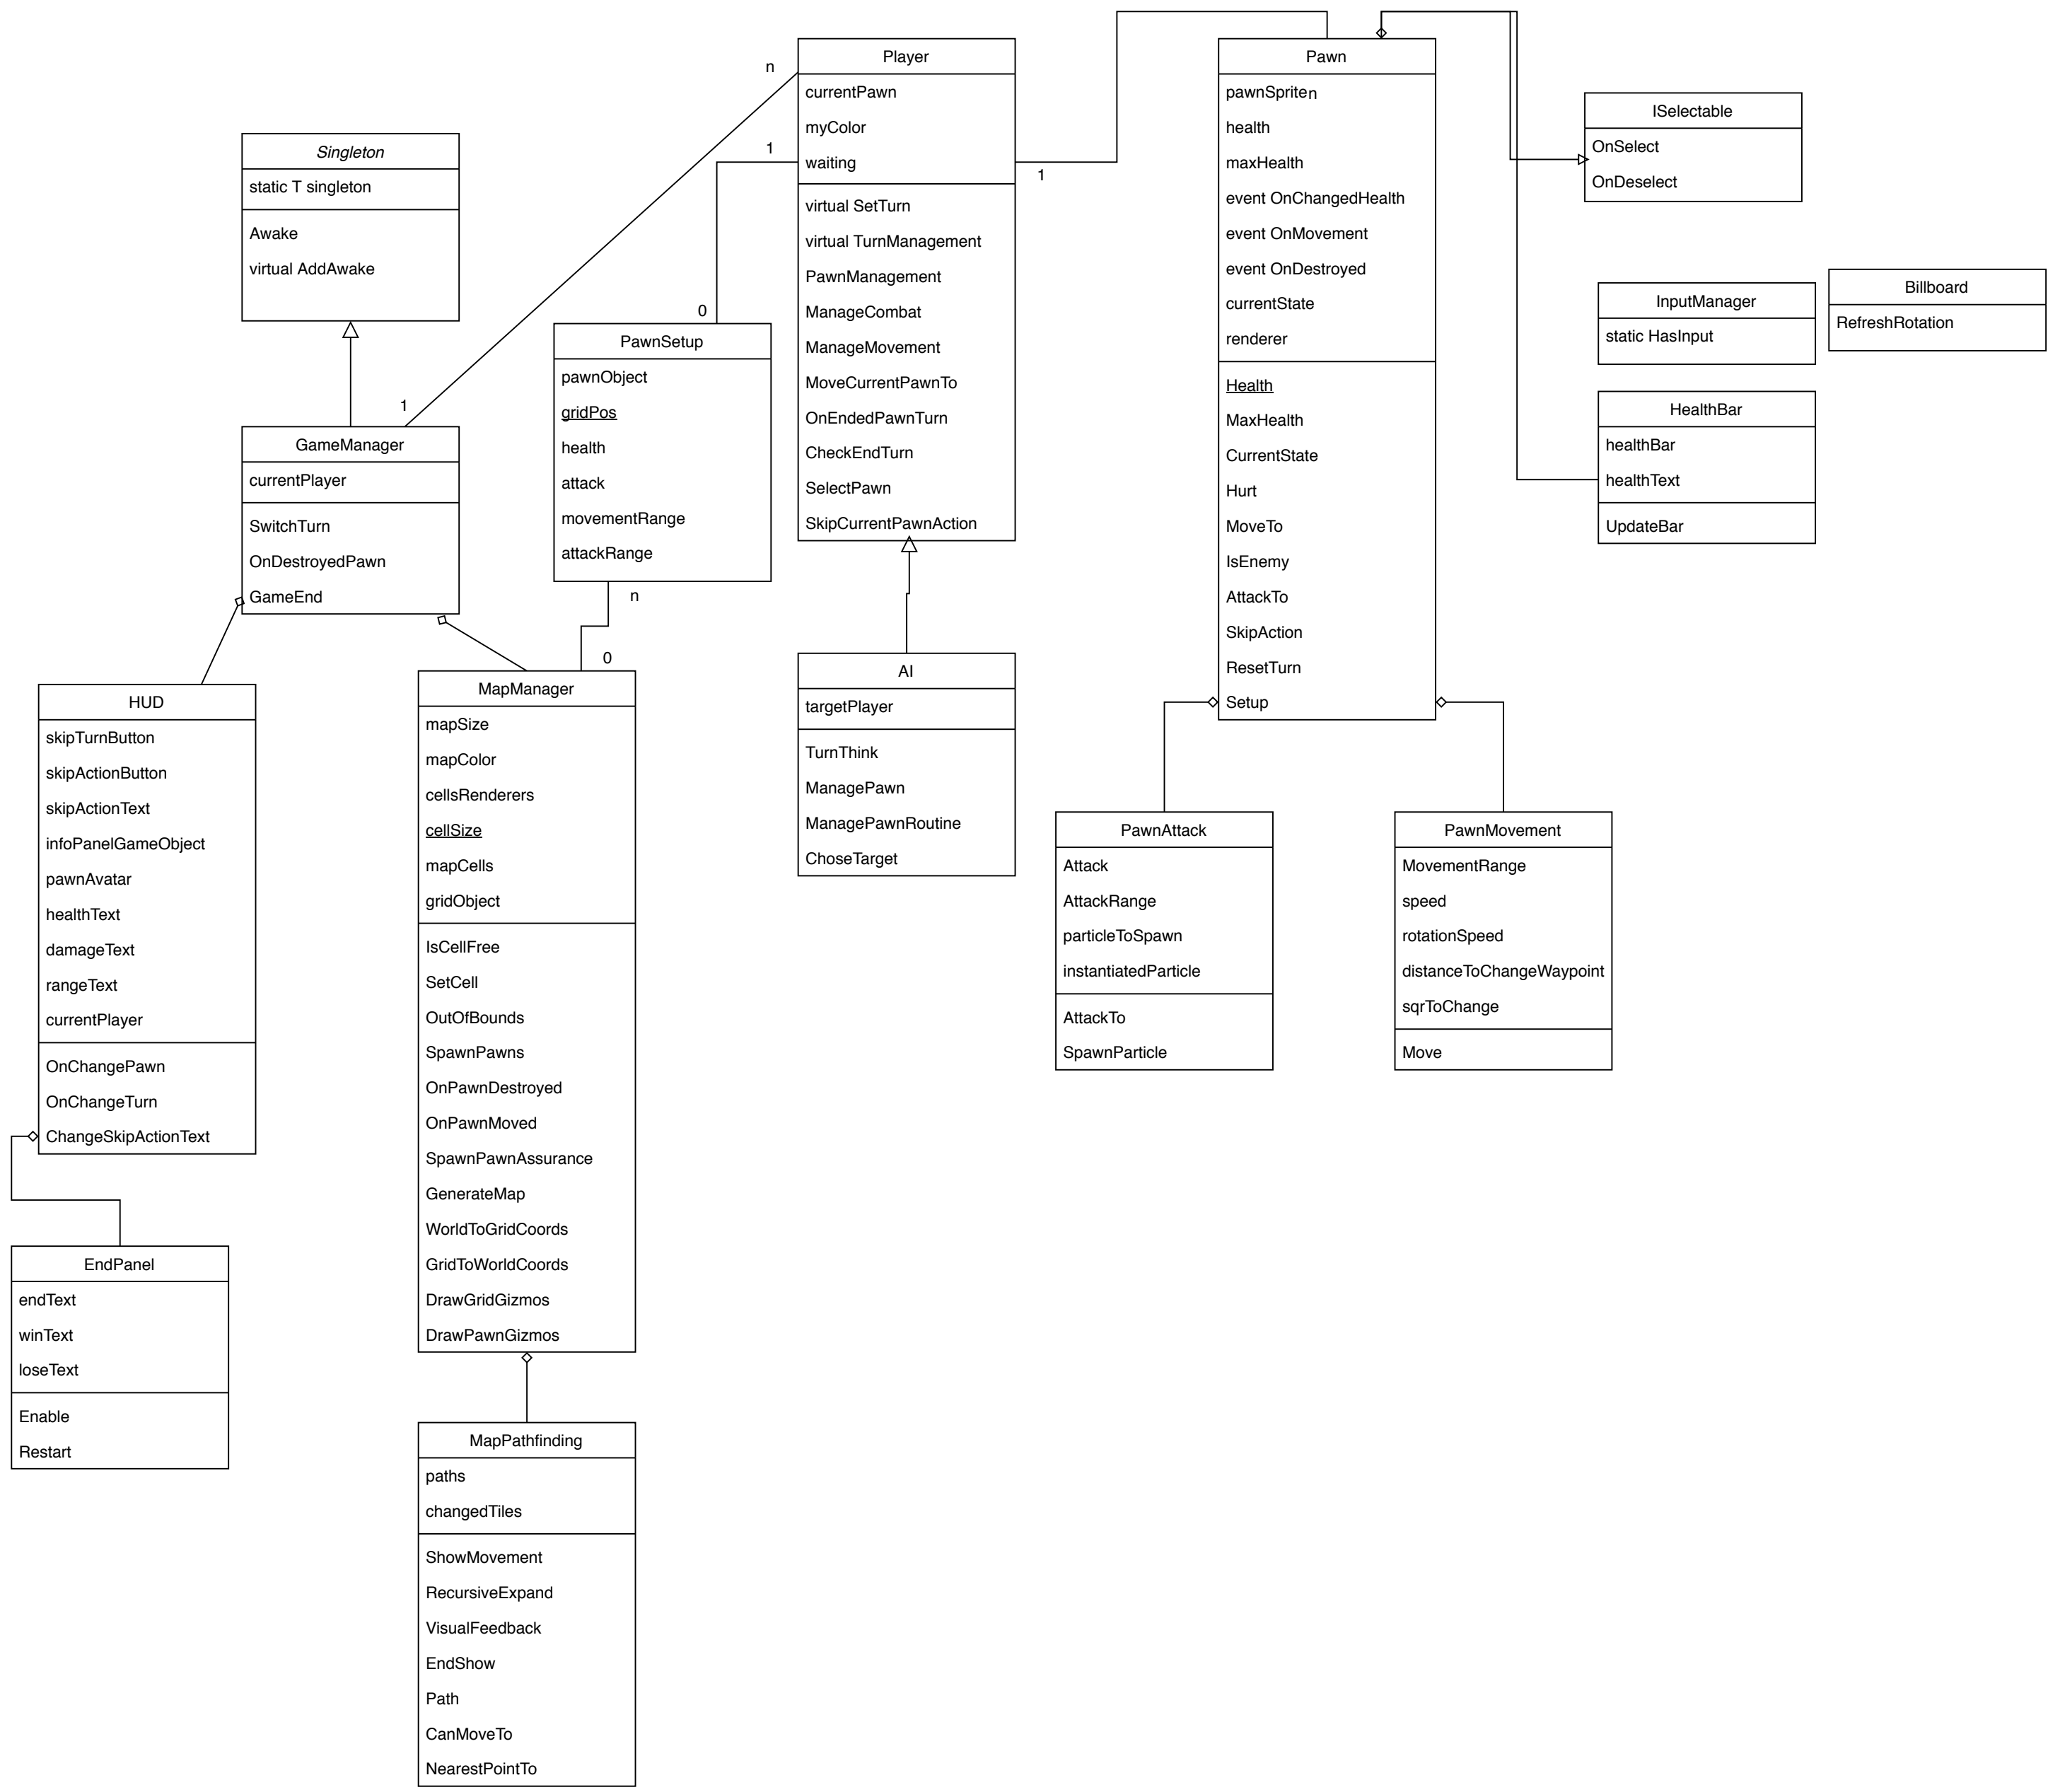 Player
currentPawn
myColor
waiting
virtual SetTurn
virtual TurnManagement
PawnManagement
ManageCombat
ManageMovement
MoveCurrentPawnTo
OnEndedPawnTurn
CheckEndTurn
SelectPawn
SkipCurrentPawnAction
n
1
1
Pawn
pawnSprite
n
health
maxHealth
event OnChangedHealth
event OnMovement
event OnDestroyed
currentState
renderer
Health
MaxHealth
CurrentState
Hurt
MoveTo
IsEnemy
AttackTo
SkipAction
ResetTurn
Setup
ISelectable
OnSelect
OnDeselect
Singleton
static T singleton
Awake
virtual AddAwake
InputManager
static HasInput
Billboard
RefreshRotation
0
PawnSetup
pawnObject
gridPos
health
attack
movementRange
attackRange
n
0
HealthBar
healthBar
healthText
UpdateBar
1
GameManager
currentPlayer
SwitchTurn
OnDestroyedPawn
GameEnd
HUD
skipTurnButton
skipActionButton
skipActionText
infoPanelGameObject
pawnAvatar
healthText
damageText
rangeText
currentPlayer
OnChangePawn
OnChangeTurn
ChangeSkipActionText
MapManager
mapSize
mapColor
cellsRenderers
cellSize
mapCells
gridObject
IsCellFree
SetCell
OutOfBounds
SpawnPawns
OnPawnDestroyed
OnPawnMoved
SpawnPawnAssurance
GenerateMap
WorldToGridCoords
GridToWorldCoords
DrawGridGizmos
DrawPawnGizmos
AI
targetPlayer
TurnThink
ManagePawn
ManagePawnRoutine
ChoseTarget
PawnAttack
Attack
AttackRange
particleToSpawn
instantiatedParticle
AttackTo
SpawnParticle
PawnMovement
MovementRange
speed
rotationSpeed
distanceToChangeWaypoint
sqrToChange
Move
EndPanel
endText
winText
loseText
Enable
Restart
MapPathfinding
paths
changedTiles
ShowMovement
RecursiveExpand
VisualFeedback
EndShow
Path
CanMoveTo
NearestPointTo